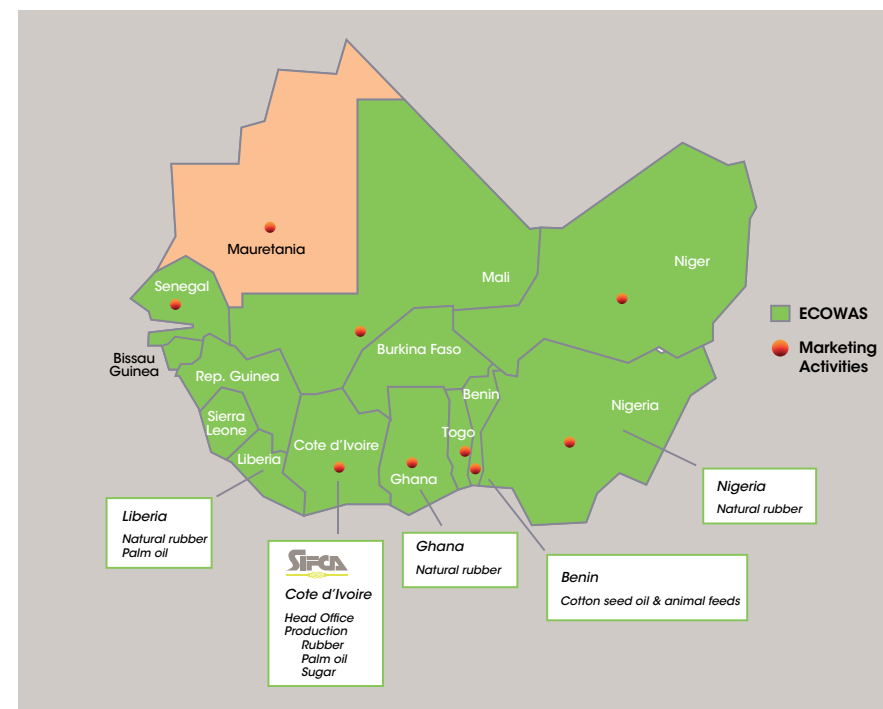 Mauretania
Senegal
Mali
Niger
ECOWAS
Marketing
Activities
Bissau
Guinea
Burkina Faso
Rep. Guinea
Benin
Nigeria
Sierra
Leone
Togo
Cote d'Ivoire
Liberia
Ghana
Nigeria
Natural rubber
Liberia
Natural rubber
Palm oil
SIFCA
Cote d'Ivoire
Head Office
Production
Rubber
Palm oil
Sugar
Ghana
Natural rubber
Benin
Cotton seed oil & animal feeds